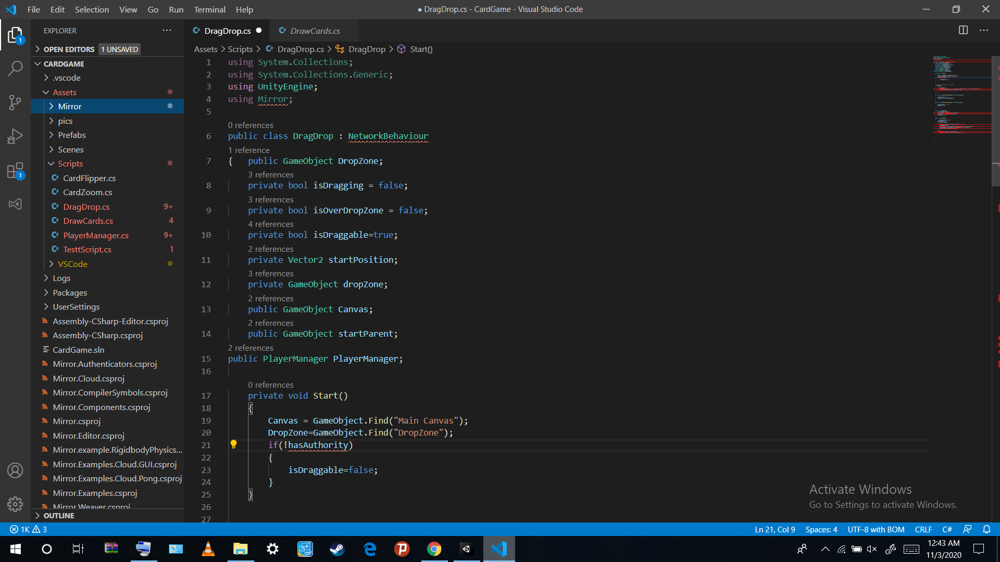 File Edit Selection View Go Run Terminal Help
● DragDrop.cs - CardGame - Visual Studio Code
EXPLORER
OPEN EDITORS 1 UNSAVED
CARDGAME
.vscode
Assets
Mirror
pics
Prefabs
Scenes
Scripts
CardFlipper.cs
CardZoom.cs
DragDrop.cs 9+
DrawCards.cs 4
PlayerManager.cs 9+
TesttScript.cs 1
VSCode
Logs
Packages
UserSettings
Assembly-CSharp-Editor.csproj
Assembly-CSharp.csproj
CardGame.sln
Mirror.Authenticators.csproj
Mirror.Cloud.csproj
Mirror.CompilerSymbols.csproj
Mirror.Components.csproj
Mirror.csproj
Mirror.Editor.csproj
Mirror.example.RigidbodyPhysics...
Mirror.Examples.Cloud.GUI.csproj
Mirror.Examples.Cloud.Pong.csproj
Mirror.Examples.csproj
Mirror.Weaver.csproj
OUTLINE
DragDrop.cs ●
DrawCards.cs
Assets > Scripts > DragDrop.cs > DragDrop > Start()
1 using System.Collections;
2 using System.Collections.Generic;
3 using UnityEngine;
4 using Mirror;
5
0 references
6 public class DragDrop : NetworkBehaviour
1 reference
7 { public GameObject DropZone;
3 references
8 private bool isDragging = false;
3 references
9 private bool isOverDropZone = false;
4 references
10 private bool isDraggable=true;
2 references
11 private Vector2 startPosition;
3 references
12 private GameObject dropZone;
2 references
13 public GameObject Canvas;
2 references
14 public GameObject startParent;
2 references
15 public PlayerManager PlayerManager;
16
0 references
17 private void Start()
18 {
19 Canvas = GameObject.Find("Main Canvas");
20 DropZone=GameObject.Find("DropZone");
21 if(!hasAuthority)
22 {
23 isDraggable=false;
24 }
25 }
26
27
Activate Windows
Go to Settings to activate Windows.
1K 3
Ln 21, Col 9 Spaces: 4 UTF-8 with BOM CRLF C#
12:43 AM
11/3/2020